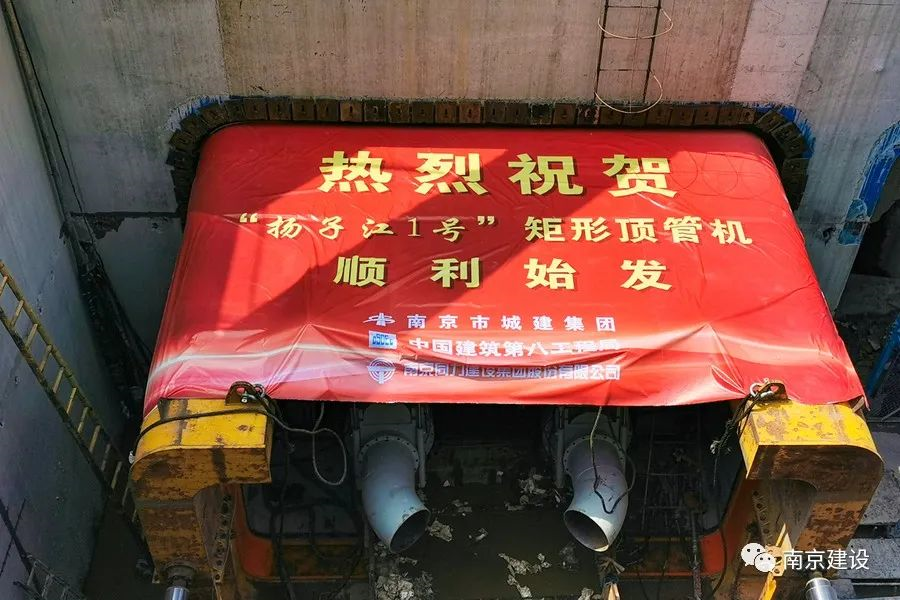 热烈祝贺
“扬子江1号”矩形顶管机
顺利始发
南京市城建集团
中国建筑第八工程局
南京同力建设集团股份有限公司
南京建设